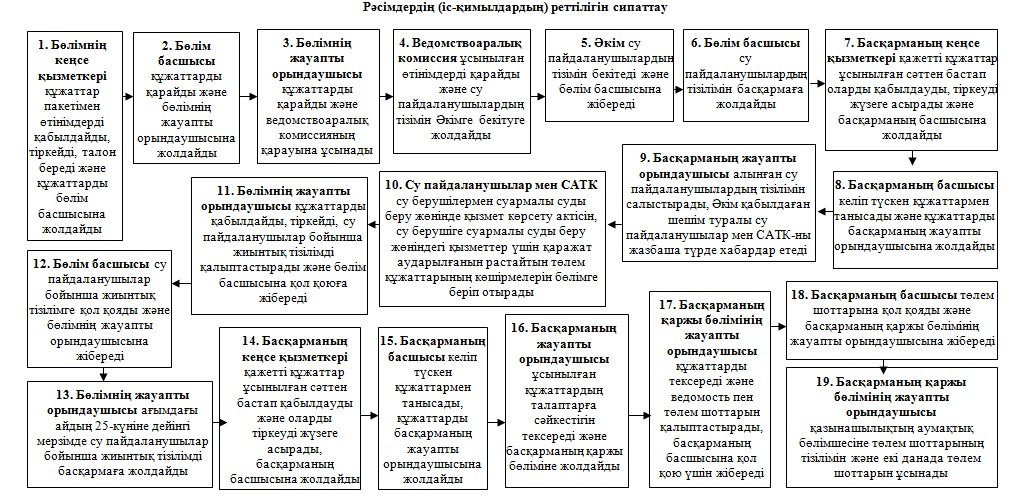 Рәсімдердің (іс-қимылдардың) реттілігін сипаттау
1. Бөлімнің
кеңсе
қызметкері
құжаттар
пакетімен
өтінімдерді
қабылдайды,
тіркейді, талон
береді және
құжаттарды
бөлім
басшысына
жолдайды
2. Бөлім
басшысы
құжаттарды
қарайды және
бөлімнің
жауапты
орындаушысына
жолдайды
3. Бөлімнің
жауапты
орындаушысы
құжаттарды
қарайды және
ведомствоаралық
комиссияның
қарауына ұсынады
4. Ведомствоаралық
комиссия ұсынылған
өтінімдерді қарайды
және су
пайдаланушылардың
тізімін Әкімге бекітуге
жолдайды
5. Әкім су
пайдаланушылардың
тізімін бекітеді және
бөлім басшысына
жібереді
6. Бөлім басшысы
су
пайдаланушылардың
тізілімін басқармаға
жолдайды
7. Басқарманың кеңсе
қызметкері қажетті құжаттар
ұсынылған сәттен бастап
оларды қабылдауды, тіркеуді
жүзеге асырады және
басқарманың басшысына
жолдайды
8. Басқарманың басшысы
келіп түскен құжаттармен
танысады және құжаттарды
басқарманың жауапты
орындаушысына жолдайды
9. Басқарманың жауапты
орындаушысы алынған су
пайдаланушылардың тізілімін
салыстырады, Әкім қабылдаған
шешім туралы су
пайдаланушылар мен САТК-ны
жазбаша түрде хабардар етеді
10. Су пайдаланушылар мен САТК
су берушілермен суармалы суды
беру жөнінде қызмет көрсету актісін,
су берушіге суармалы суды беру
жөніндегі қызметтер үшін қаражат
аударылғанын растайтын төлем
құжаттарының көшірмелерін бөлімге
беріп отырады
11. Бөлімнің жауапты
орындаушысы құжаттарды
қабылдайды, тіркейді, су
пайдаланушылар бойынша
жиынтық тізілімді
қалыптастырады және бөлім
басшысына қол қоюға
жібереді
12. Бөлім басшысы су
пайдаланушылар
бойынша жиынтық
тізілімге қол қояды және
бөлімнің жауапты
орындаушысына
жібереді
13. Бөлімнің жауапты
орындаушысы ағымдағы
айдың 25-күніне дейінгі
мерзімде су пайдаланушылар
бойынша жиынтық тізілімді
басқармаға жолдайды
14. Басқарманың
кеңсе қызметкері
қажетті құжаттар
ұсынылған сәттен
бастап қабылдауды
және оларды
тіркеуді жүзеге
асырады,
басқарманың
басшысына жолдайды
15. Басқарманың
басшысы келіп
түскен
құжаттармен
танысады,
құжаттарды
басқарманың
жауапты
орындаушысына
жолдайды
16. Басқарманың
жауапты
орындаушысы
ұсынылған
құжаттардың
талаптарға
сәйкестігін
тексереді және
басқарманың қаржы
бөліміне жолдайды
17. Басқарманың
қаржы бөлімінің
жауапты
орындаушысы
құжаттарды
тексереді және
ведомость пен
төлем шоттарын
қалыптастырады,
басқарманың
басшысына қол
қою үшін жібереді
18. Басқарманың басшысы төлем
шоттарына қол қояды және
басқарманың қаржы бөлімінің
жауапты орындаушысына жібереді
19. Басқарманың қаржы
бөлімінің жауапты
орындаушысы
қазынашылықтың аумақтық
бөлімшесіне төлем шоттарының
тізілімін және екі данада төлем
шоттарын ұсынады